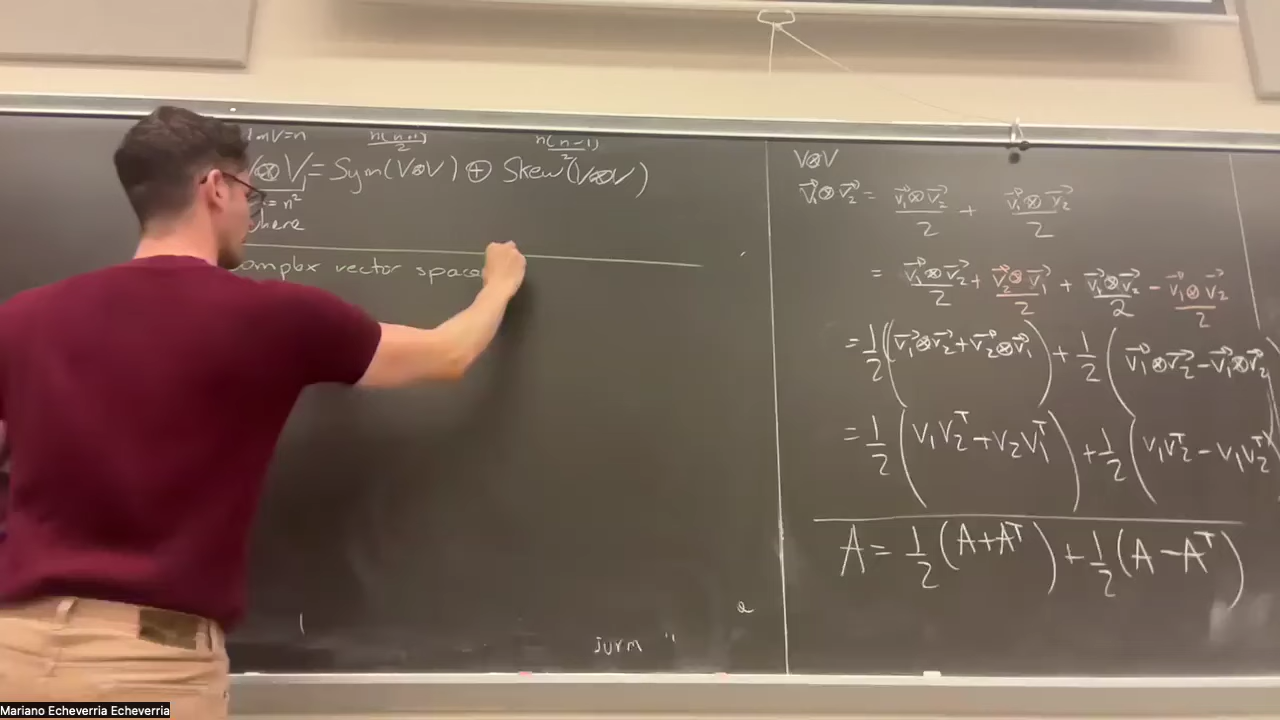 dim V=n n(n+1)/2 n(n-1)/2
V⊗V = Sym(V⊗V) ⊕ Skew(V⊗V)
= n²
where
complex vector space
V⊗V
v₁⃗⊗v₂⃗ = v₁⃗⊗v₂⃗/2 + v₁⃗⊗v₂⃗/2
= v₁⃗⊗v₂⃗/2 + v₂⃗⊗v₁⃗/2 + v₁⃗⊗v₂⃗/2 - v₁⃗⊗v₂⃗/2
= 1/2 (v₁⃗⊗v₂⃗ + v₂⃗⊗v₁⃗) + 1/2 (v₁⃗⊗v₂⃗ - v₁⃗⊗v₂⃗)
= 1/2 (v₁v₂ᵀ + v₂v₁ᵀ) + 1/2 (v₁v₂ᵀ - v₁v₂ᵀ)
A = 1/2 (A+Aᵀ) + 1/2 (A-Aᵀ)
Mariano Echeverria Echeverria